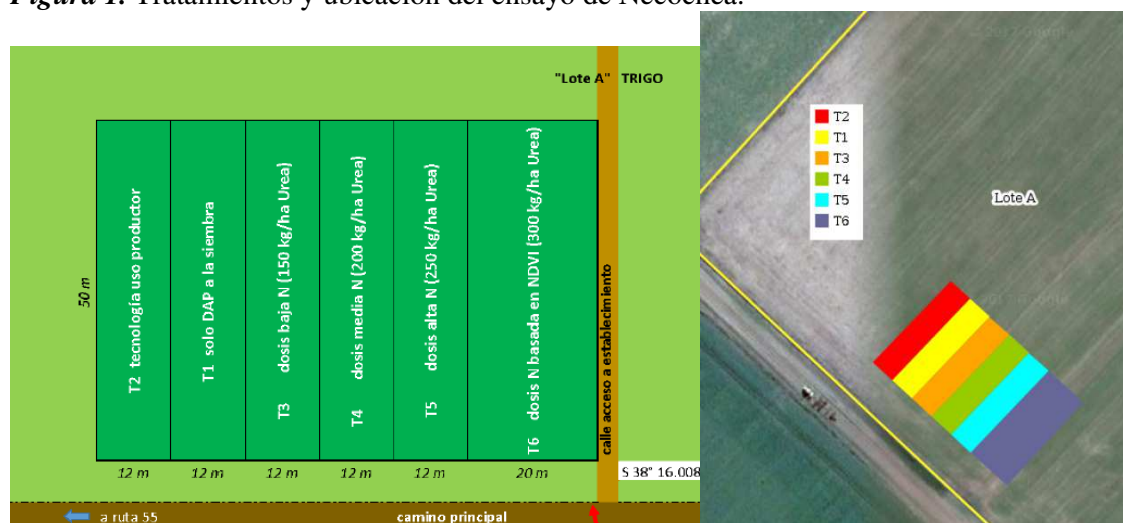 Figura 1. Tratamientos y ubicación del ensayo de Necochea.
"Lote A" TRIGO
50 m
T2 tecnología uso productor
T1 solo DAP a la siembra
T3 dosis baja N (150 kg/ha Urea)
T4 dosis media N (200 kg/ha Urea)
T5 dosis alta N (250 kg/ha Urea)
T6 dosis N basada en NDVI (300 kg/ha Urea)
calle acceso a establecimiento
12 m 12 m 12 m 12 m 12 m 20 m
S 38° 16.008
a ruta 55 camino principal
T2
T1
T3
T4
T5
T6
Lote A